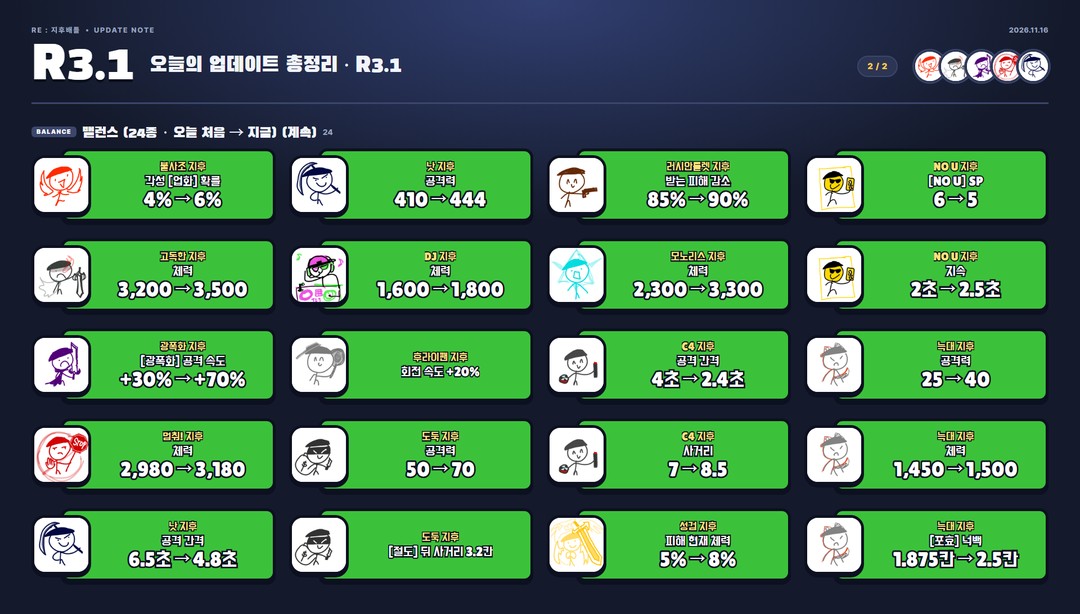 RE : 지후배틀 • UPDATE NOTE
2026.11.16
R3.1 오늘의 업데이트 총정리 · R3.1
2 / 2
BALANCE 밸런스 (24종 · 오늘 처음 → 지금) (계속) 24
불사조 지후
각성 [업화] 확률
4% → 6%
낫 지후
공격력
410 → 444
러시안룰렛 지후
받는 피해 감소
85% → 90%
NO U 지후
[NO U] SP
6 → 5
고독한 지후
체력
3,200 → 3,500
DJ 지후
체력
1,600 → 1,800
모노리스 지후
체력
2,300 → 3,300
NO U 지후
지속
2초 → 2.5초
광폭화 지후
[광폭화] 공격 속도
+30% → +70%
후라이팬 지후
회전 속도 +20%
C4 지후
공격 간격
4초 → 2.4초
늑대 지후
공격력
25 → 40
멈춰! 지후
체력
2,980 → 3,180
STOP
도둑 지후
공격력
50 → 70
C4 지후
사거리
7 → 8.5
늑대 지후
체력
1,450 → 1,500
낫 지후
공격 간격
6.5초 → 4.8초
도둑 지후
[절도] 뒤 사거리 3.2칸
성검 지후
피해 현재 체력
5% → 8%
늑대 지후
[포효] 넉백
1.875칸 → 2.5칸